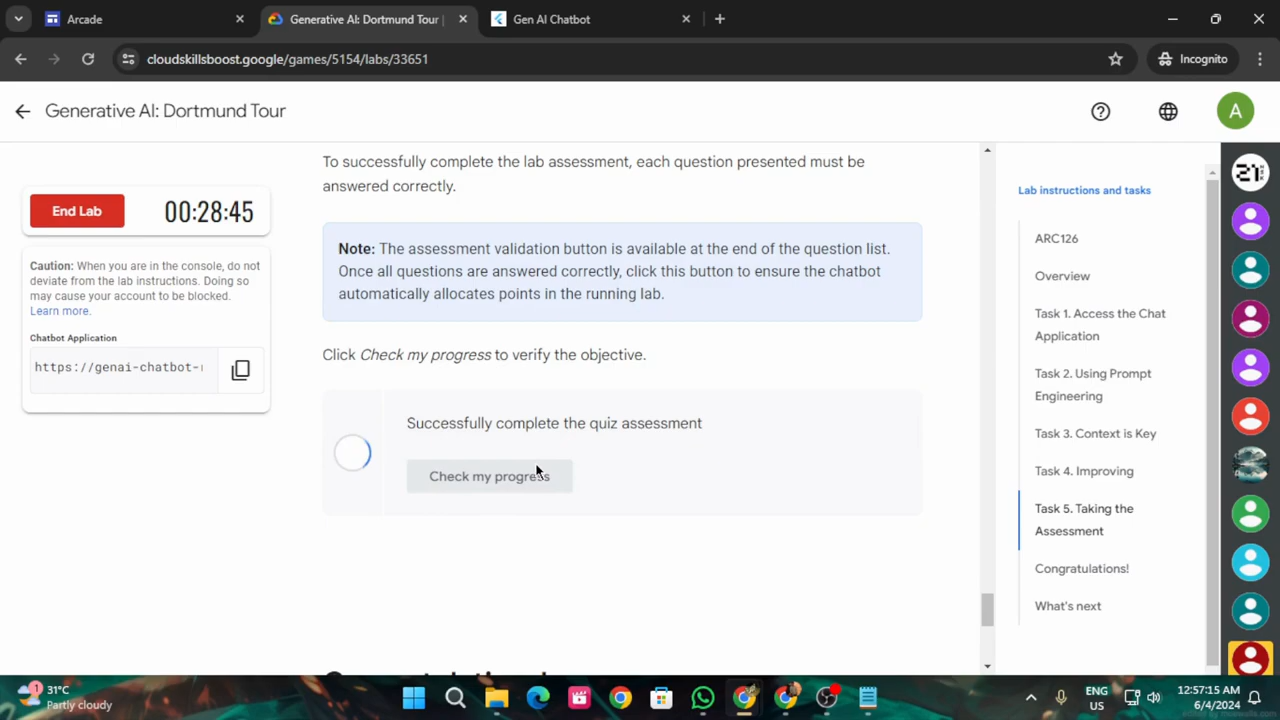 Arcade
Generative AI: Dortmund Tour |
Gen AI Chatbot
cloudskillsboost.google/games/5154/labs/33651
Incognito
Generative AI: Dortmund Tour
A
End Lab
00:28:45
Caution: When you are in the console, do not
deviate from the lab instructions. Doing so
may cause your account to be blocked.
Learn more.
Chatbot Application
https://genai-chatbot-
To successfully complete the lab assessment, each question presented must be
answered correctly.
Note: The assessment validation button is available at the end of the question list.
Once all questions are answered correctly, click this button to ensure the chatbot
automatically allocates points in the running lab.
Click Check my progress to verify the objective.
Successfully complete the quiz assessment
Check my progress
Lab instructions and tasks
ARC126
Overview
Task 1. Access the Chat
Application
Task 2. Using Prompt
Engineering
Task 3. Context is Key
Task 4. Improving
Task 5. Taking the
Assessment
Congratulations!
What's next
1
31°C
Partly cloudy
ENG
US
12:57:15 AM
6/4/2024